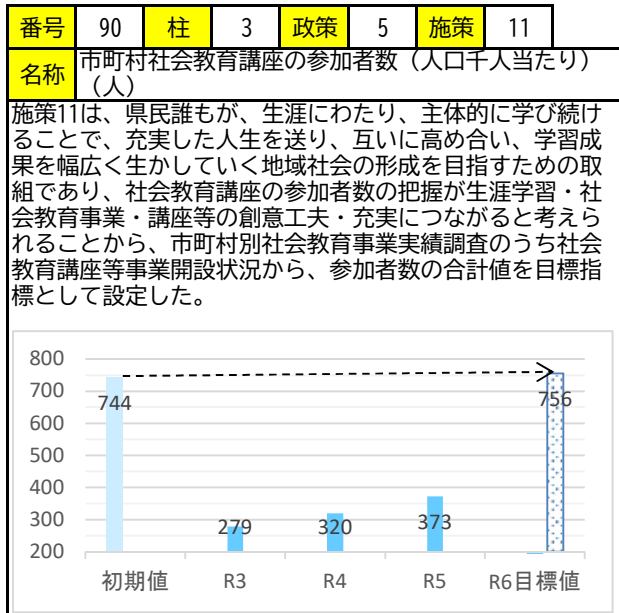 番号 90 柱 3 政策 5 施策 11
名称 市町村社会教育講座の参加者数（人口千人当たり）
（人）
施策11は、県民誰もが、生涯にわたり、主体的に学び続け
ることで、充実した人生を送り、互いに高め合い、学習成
果を幅広く生かしていく地域社会の形成を目指すための取
組であり、社会教育講座の参加者数の把握が生涯学習・社
会教育事業・講座等の創意工夫・充実につながると考えら
れることから、市町村別社会教育事業実績調査のうち社会
教育講座等事業開設状況から、参加者数の合計値を目標指
標として設定した。
800
700
600
500
400
300
200
744
279
320
373
756
初期値 R3 R4 R5 R6目標値